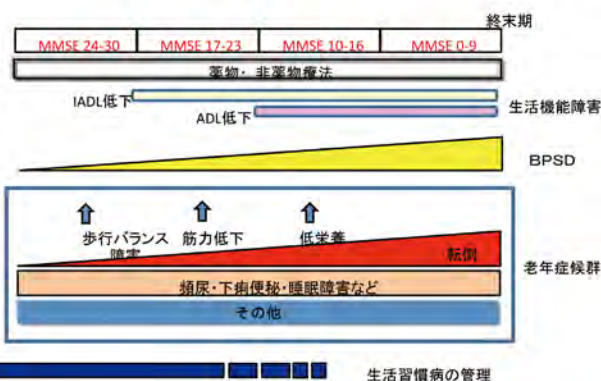 終末期
MMSE 24-30 MMSE 17-23 MMSE 10-16 MMSE 0-9
薬物・非薬物療法
IADL低下
生活機能障害
ADL低下
BPSD
歩行バランス 筋力低下 低栄養
障害
転倒
老年症候群
頻尿・下痢便秘・睡眠障害など
その他
生活習慣病の管理